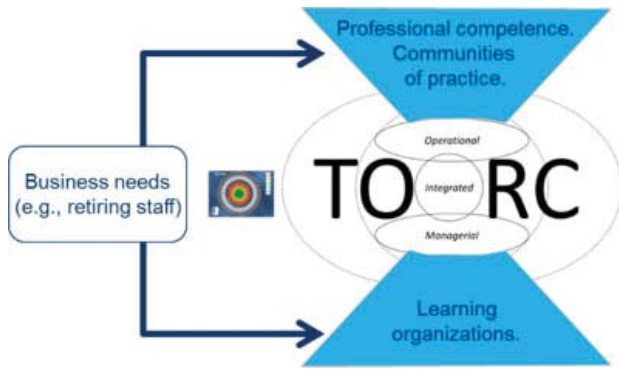 Professional competence.
Communities
of practice.
Operational
Business needs
(e.g., retiring staff)
TO
Integrated
RC
Managerial
Learning
organizations.